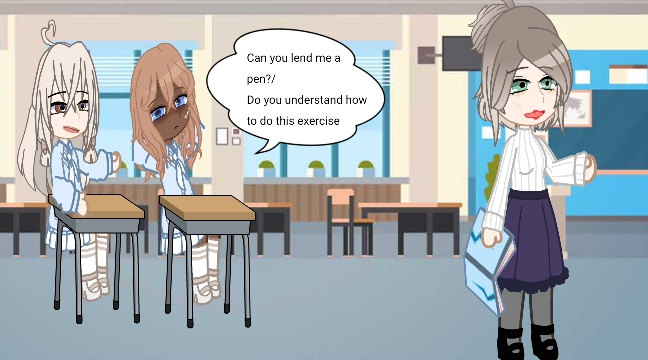 Can you lend me a
pen?/
Do you understand how
to do this exercise